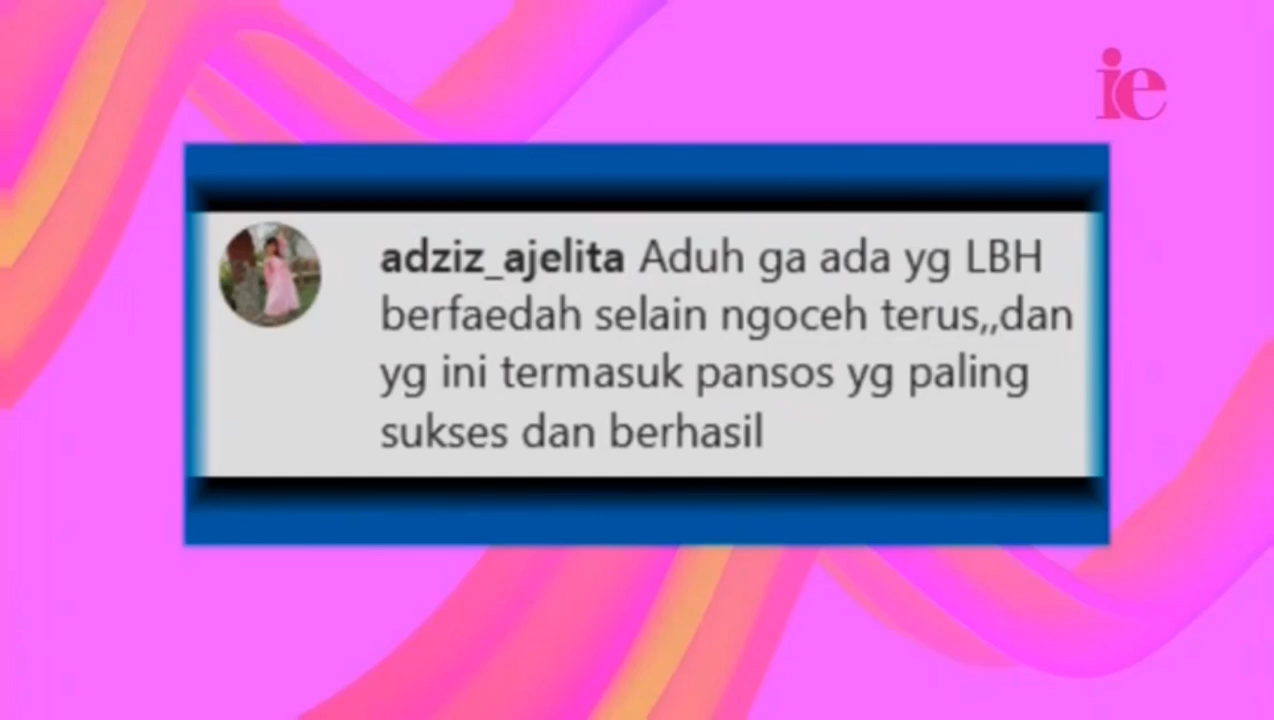 ie
adziz_ajelita Aduh ga ada yg LBH
berfaedah selain ngoceh terus,,dan
yg ini termasuk pansos yg paling
sukses dan berhasil